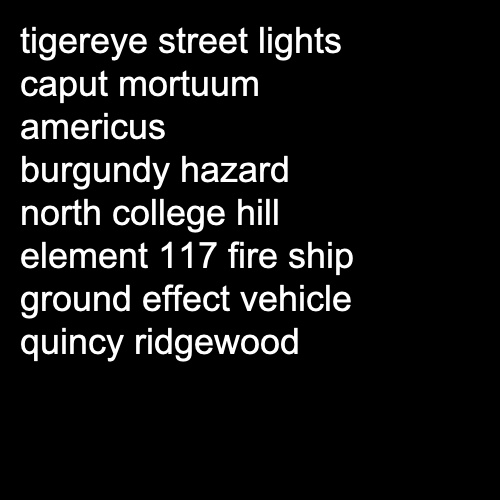 tigereye street lights
caput mortuum
americus
burgundy hazard
north college hill
element 117 fire ship
ground effect vehicle
quincy ridgewood